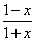 1 − x
1 + x